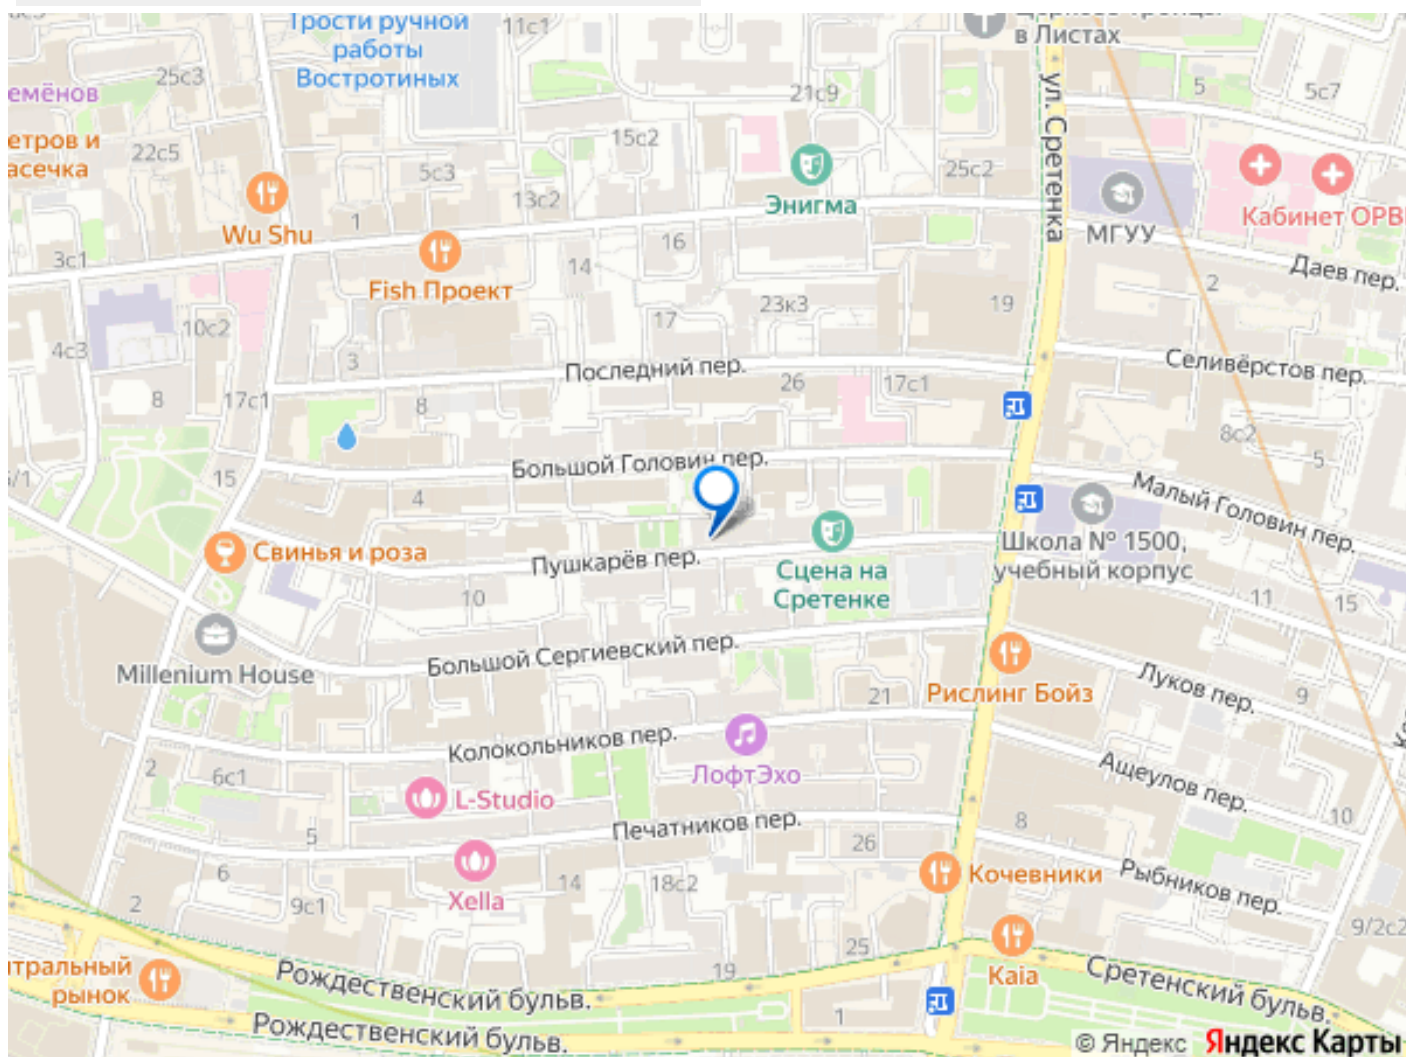 Трости ручной
работы
Востротиных
11с1
в Листах
25с3
21с9
5
5с7
емёнов
етров и
асечка
22с5
15с2
5с3
13с2
25с2
ул. Сретенка
Энигма
Wu Shu
1
МГУУ
Кабинет ОРВ
3с1
16
Fish Проект
14
Даев пер.
2
10с2
17
23к3
19
4с3
3
Последний пер.
26
17с1
Селивёрстов пер.
8
17с1
8
8с2
5
/1
15
4
Большой Головин пер.
Малый Головин пер.
Свинья и роза
Пушкарёв пер.
Сцена на
Сретенке
Школа № 1500,
учебный корпус
10
11
15
Millenium House
Большой Сергиевский пер.
Рислинг Бойз
21
Луков пер.
9
Колокольников пер.
ЛофтЭхо
2
6с1
L-Studio
Ащеулов пер.
10
5
Печатников пер.
8
26
6
Xella
14
18с2
Кочевники
Рыбников пер.
2
9с1
9/2с2
25
тральный
рынок
Рождественский бульв.
19
Kaia
Сретенский бульв.
1
Рождественский бульв.
© Яндекс Яндекс Карты